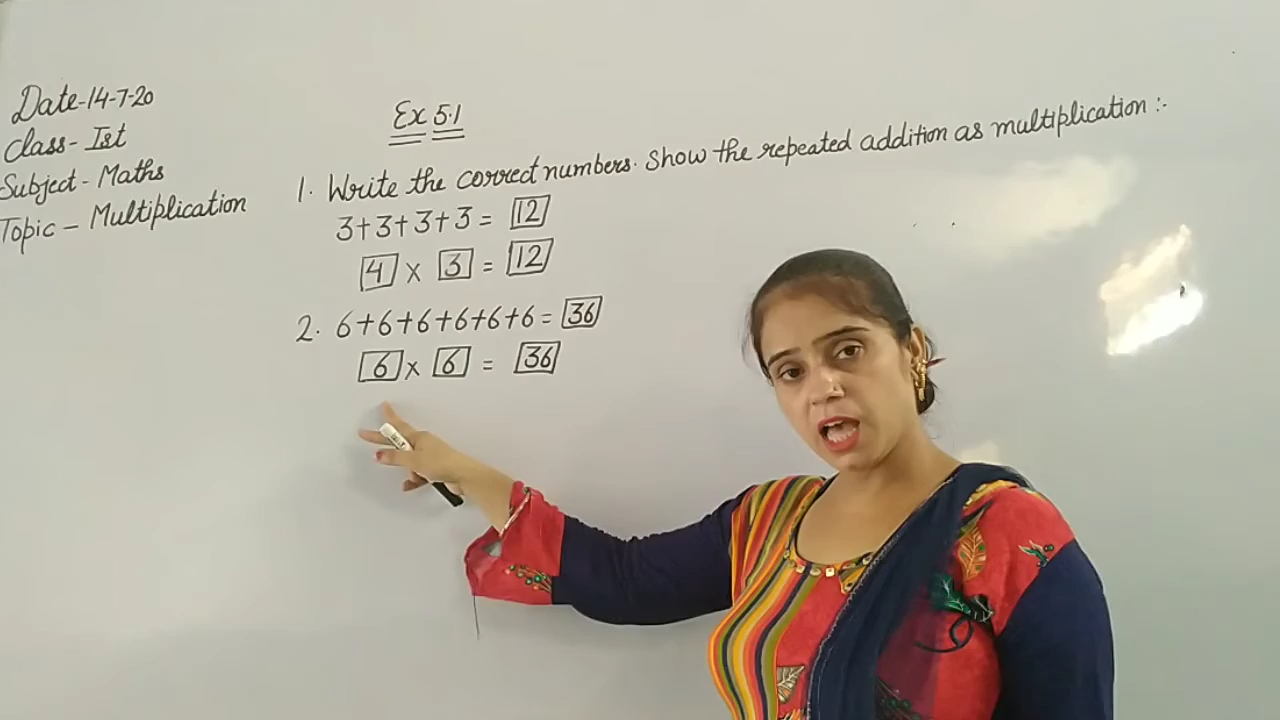 Date-14-7-20
Class- Ist
Subject- Maths
Topic - Multiplication
Ex 5.1
1. Write the correct numbers. Show the repeated addition as multiplication :-
3+3+3+3 = 12
4 x 3 = 12
2. 6+6+6+6+6+6 = 36
6 x 6 = 36